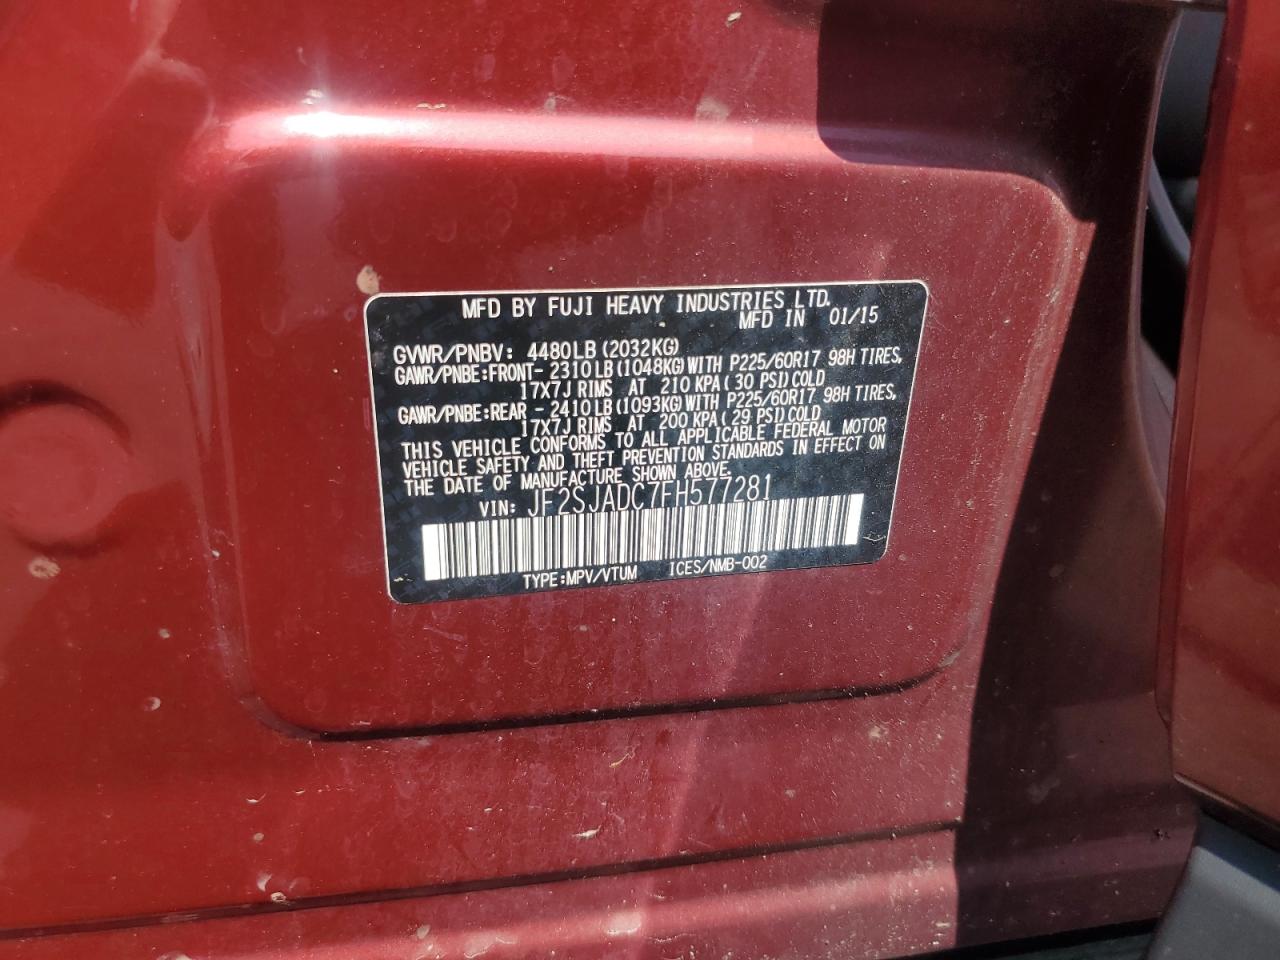 MFD BY FUJI HEAVY INDUSTRIES LTD.
MFD IN 01/15
GVWR/PNBV: 4480LB(2032KG)
GAWR/PNBE:FRONT- 2310LB(1048KG)WITH P225/60R17 98H TIRES,
17X7J RIMS AT 210 KPA(30 PSI)COLD
GAWR/PNBE:REAR - 2410LB(1093KG)WITH P225/60R17 98H TIRES,
17X7J RIMS AT 200 KPA(29 PSI)COLD
THIS VEHICLE CONFORMS TO ALL APPLICABLE FEDERAL MOTOR
VEHICLE SAFETY AND THEFT PREVENTION STANDARDS IN EFFECT ON
THE DATE OF MANUFACTURE SHOWN ABOVE.
VIN: JF2SJADC7FH577281
TYPE:MPV/VTUM ICES/NMB-002